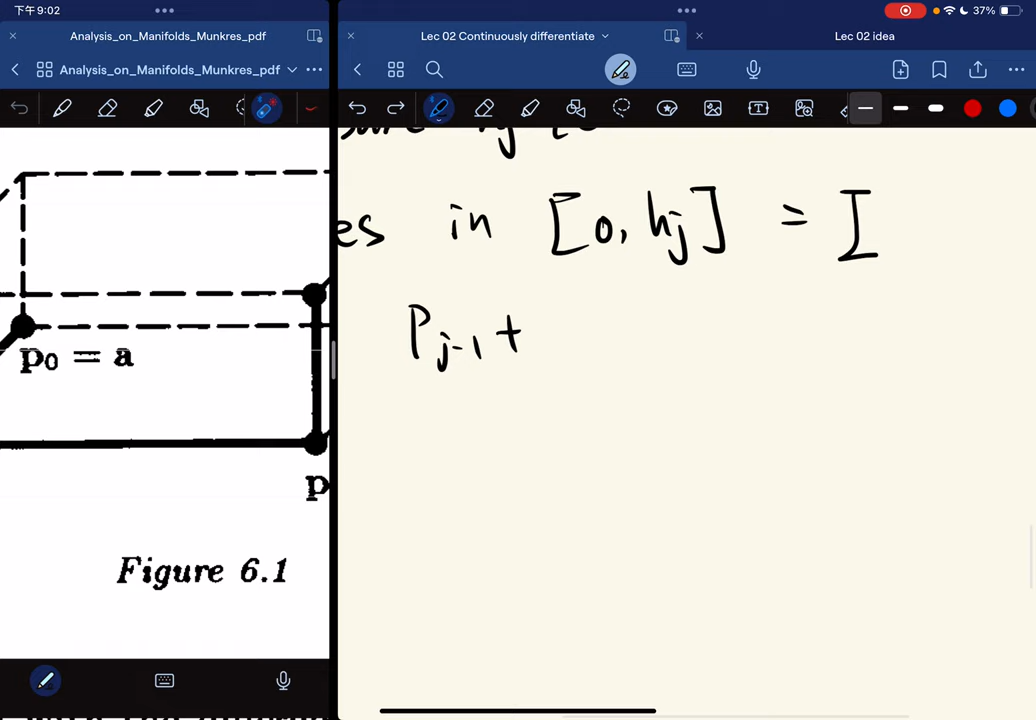 下午9:02
37%
Analysis_on_Manifolds_Munkres_pdf
Lec 02 Continuously differentiate
Lec 02 idea
Analysis_on_Manifolds_Munkres_pdf
es in [0, hj] = I
Pj-1 +
p0 = a
p
Figure 6.1